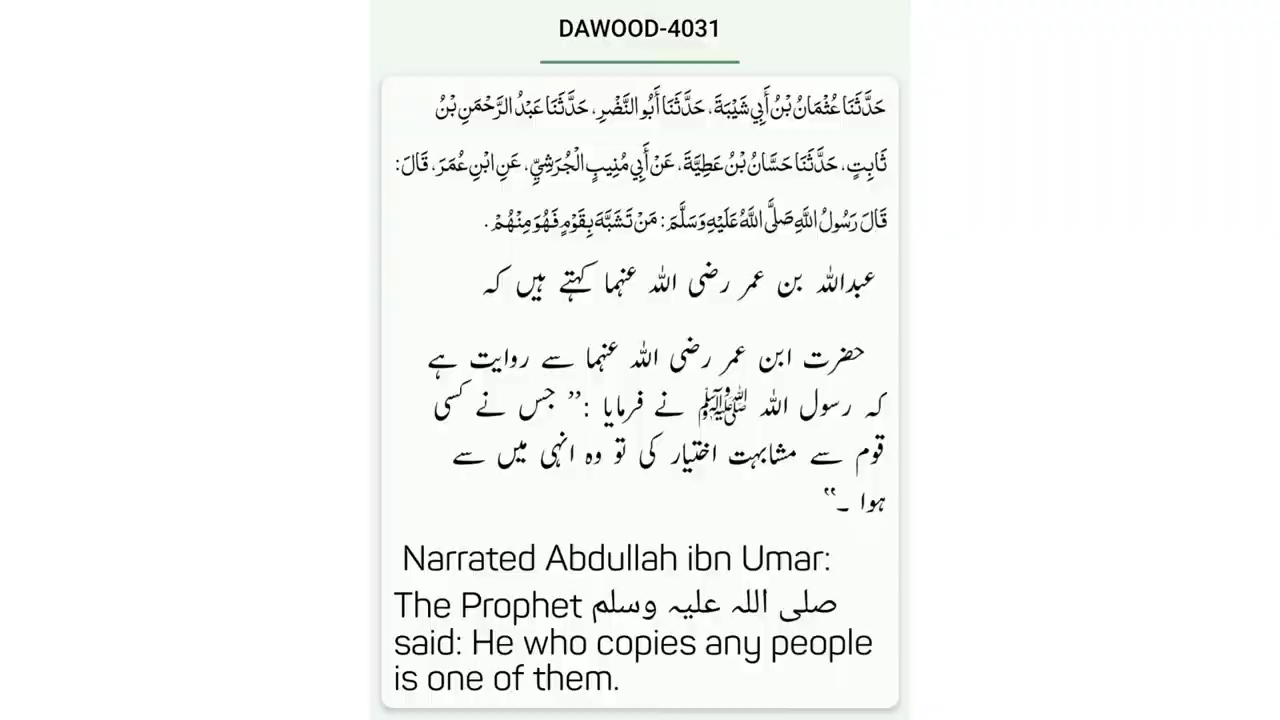 DAWOOD-4031
حَدَّثَنَا عُثْمَانُ بْنُ أَبِي شَيْبَةَ، حَدَّثَنَا أَبُو النَّضْرِ، حَدَّثَنَا عَبْدُ الرَّحْمَنِ بْنُ
ثَابِتٍ، حَدَّثَنَا حَسَّانُ بْنُ عَطِيَّةَ، عَنْ أَبِي مُنِيبٍ الْجُرَشِيِّ، عَنِ ابْنِ عُمَرَ، قَالَ:
قَالَ رَسُولُ اللَّهِ صَلَّى اللَّهُ عَلَيْهِ وَسَلَّمَ: مَنْ تَشَبَّهَ بِقَوْمٍ فَهُوَ مِنْهُمْ .
عبداللہ بن عمر رضی اللہ عنہما کہتے ہیں کہ
حضرت ابن عمر رضی اللہ عنہما سے روایت ہے
کہ رسول اللہ ﷺ نے فرمایا :’’ جس نے کسی
قوم سے مشابہت اختیار کی تو وہ انہی میں سے
ہوا ۔‘‘
Narrated Abdullah ibn Umar:
The Prophet صلی اللہ علیہ وسلم
said: He who copies any people
is one of them.